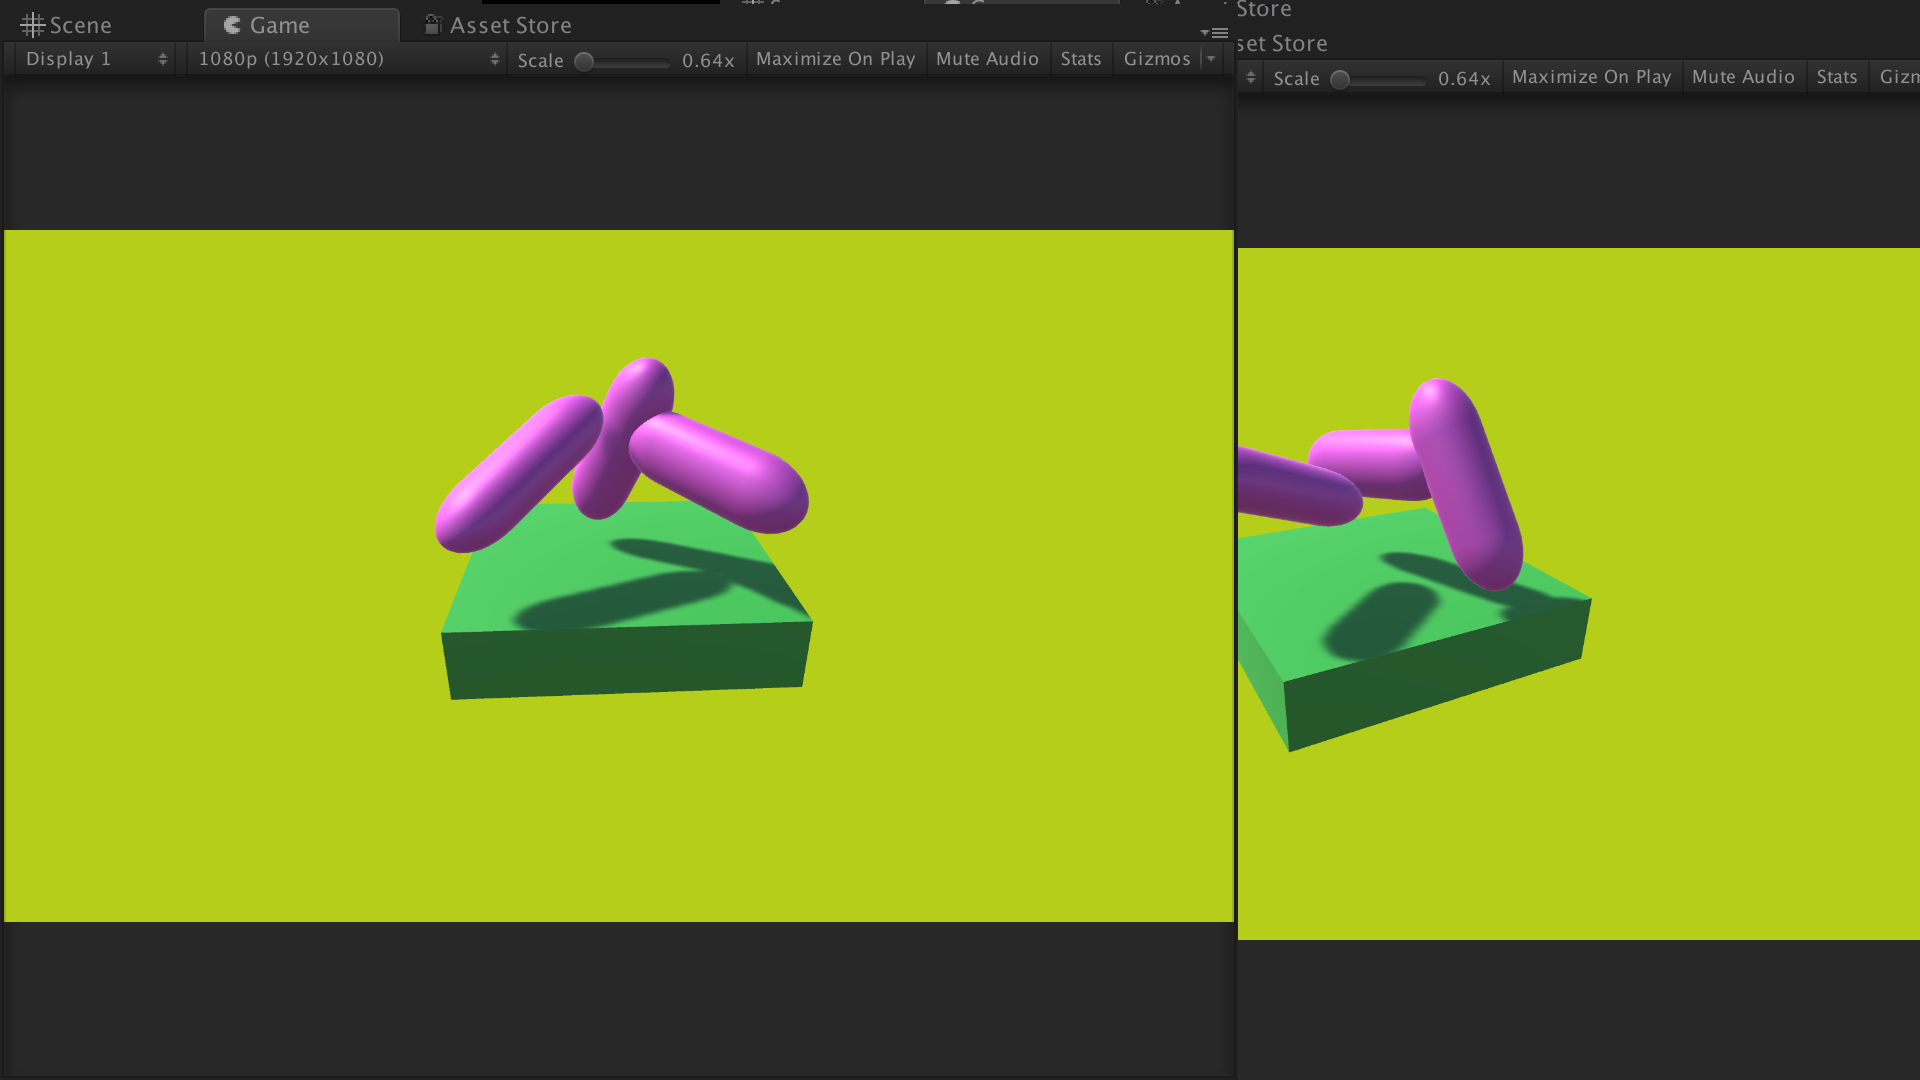 Scene Game Asset Store
Display 1 1080p (1920x1080) Scale 0.64x Maximize On Play Mute Audio Stats Gizmos
Store
set Store
Scale 0.64x Maximize On Play Mute Audio Stats Gizm